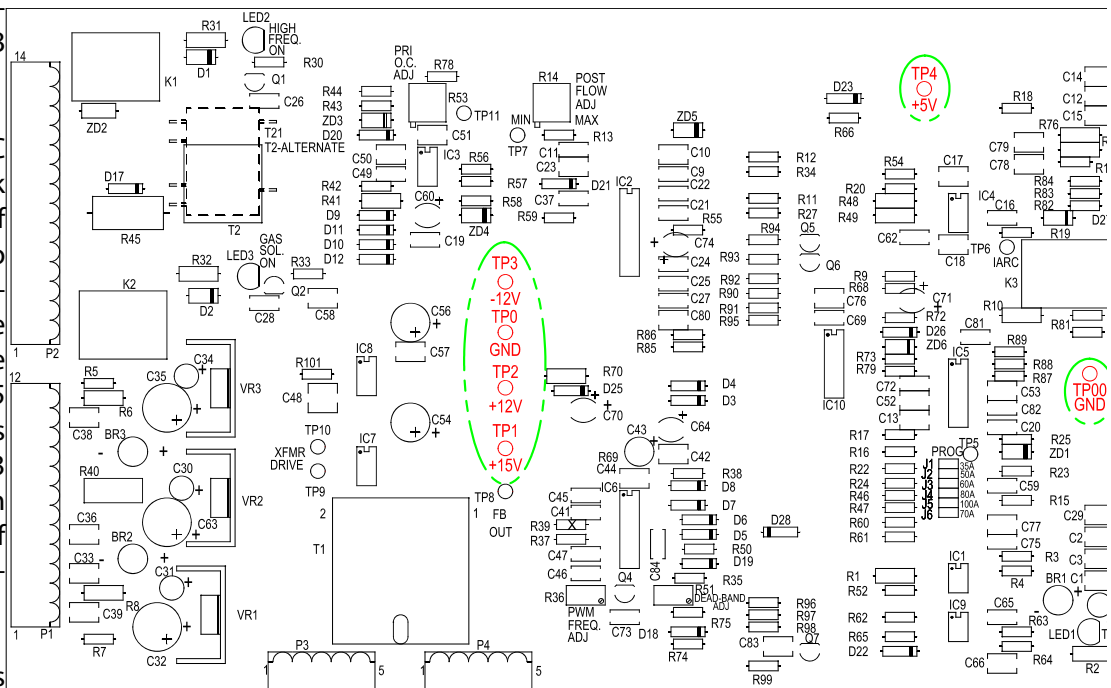 LED2
HIGH
FREQ.
ON
R31
D1
K1
R30
Q1
C26
ZD2
14
T21
T2-ALTERNATE
D17
R45
T2
PRI
O.C.
ADJ
R78
R53
TP11
R44
R43
ZD3
D20
C51
C50
C49
IC3
R56
R42
R41
R57
C60
R58
D9
D11
D10
D12
C19
ZD4
R59
R14
POST
FLOW
ADJ
MAX
MIN
TP7
R13
C11
C23
D21
C37
IC2
ZD5
C10
C9
C22
C21
R55
C74
C24
C25
C27
C80
R86
R85
D23
R66
R12
R34
R11
R27
R94
Q5
R93
Q6
R92
R90
R91
R95
C76
C69
IC10
TP4
+5V
R54
R20
R48
R49
C17
IC4
C62
C18
TP6
IARC
R18
C14
C12
C15
R76
C79
C78
R84
R83
R82
C16
R19
K3
R9
R68
C71
R10
R72
D26
ZD6
C81
R81
R73
R79
IC5
R89
R88
R87
C72
C52
C13
C53
C82
C20
TP00
GND
GAS
SOL.
ON
LED3
R32
R33
D2
Q2
C28
C58
K2
1
P2
TP3
-12V
TP0
GND
TP2
+12V
TP1
+15V
C56
C57
IC8
R101
C48
C54
IC7
TP10
XFMR
DRIVE
TP9
TP8
FB
OUT
12
R5
R6
C38
C34
C35
VR3
BR3
R40
C30
C63
VR2
C36
BR2
C33
C31
C39
R8
C32
VR1
R7
1
P1
R70
D25
C70
D4
D3
C64
C43
R69
C44
C42
IC6
R38
D8
D7
D6
D5
R50
D19
D28
C45
C41
R39
X
R37
C47
C46
C84
Q4
R35
R36
R51
DEAD-BAND
ADJ
PWM
FREQ.
ADJ
C73
D18
R75
R74
R96
R97
R98
C83
Q7
R99
R17
R16
R22
R24
R46
R47
R60
R61
PROG
TP5
J1
35A
J2
50A
J3
60A
J4
80A
J5
100A
J6
70A
R25
ZD1
R23
C59
R15
C77
C75
C29
C2
C3
C1
R3
R4
BR1
IC1
IC9
R1
R52
R62
R65
D22
C65
R63
R64
C66
LED1
R2
T1
2
1
P3
1
5
P4
1
5